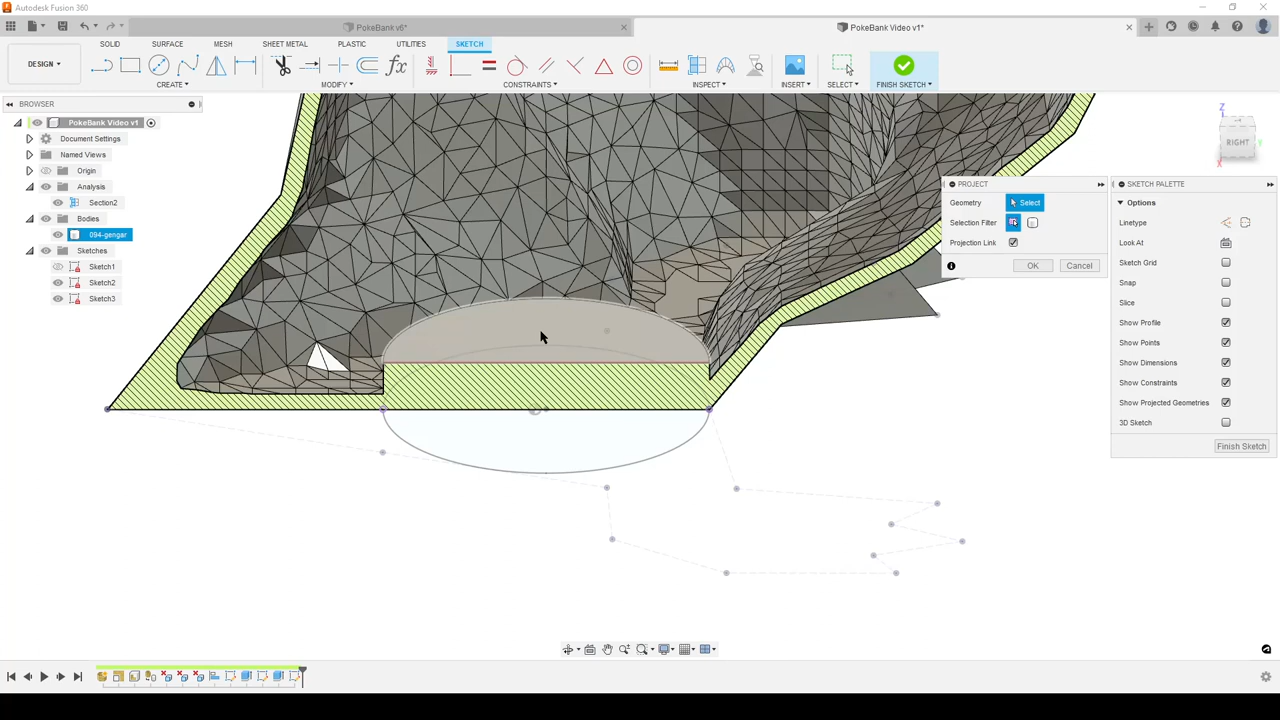 Autodesk Fusion 360
PokeBank v6*
PokeBank Video v1*
DESIGN
SOLID
SURFACE
MESH
SHEET METAL
PLASTIC
UTILITIES
SKETCH
CREATE
MODIFY
CONSTRAINTS
INSPECT
INSERT
SELECT
FINISH SKETCH
BROWSER
PokeBank Video v1
Document Settings
Named Views
Origin
Analysis
Section2
Bodies
094-gengar
Sketches
Sketch1
Sketch2
Sketch3
Z
RIGHT
Y
X
PROJECT
Geometry
Select
Selection Filter
Projection Link
OK
Cancel
SKETCH PALETTE
Options
Linetype
Look At
Sketch Grid
Snap
Slice
Show Profile
Show Points
Show Dimensions
Show Constraints
Show Projected Geometries
3D Sketch
Finish Sketch